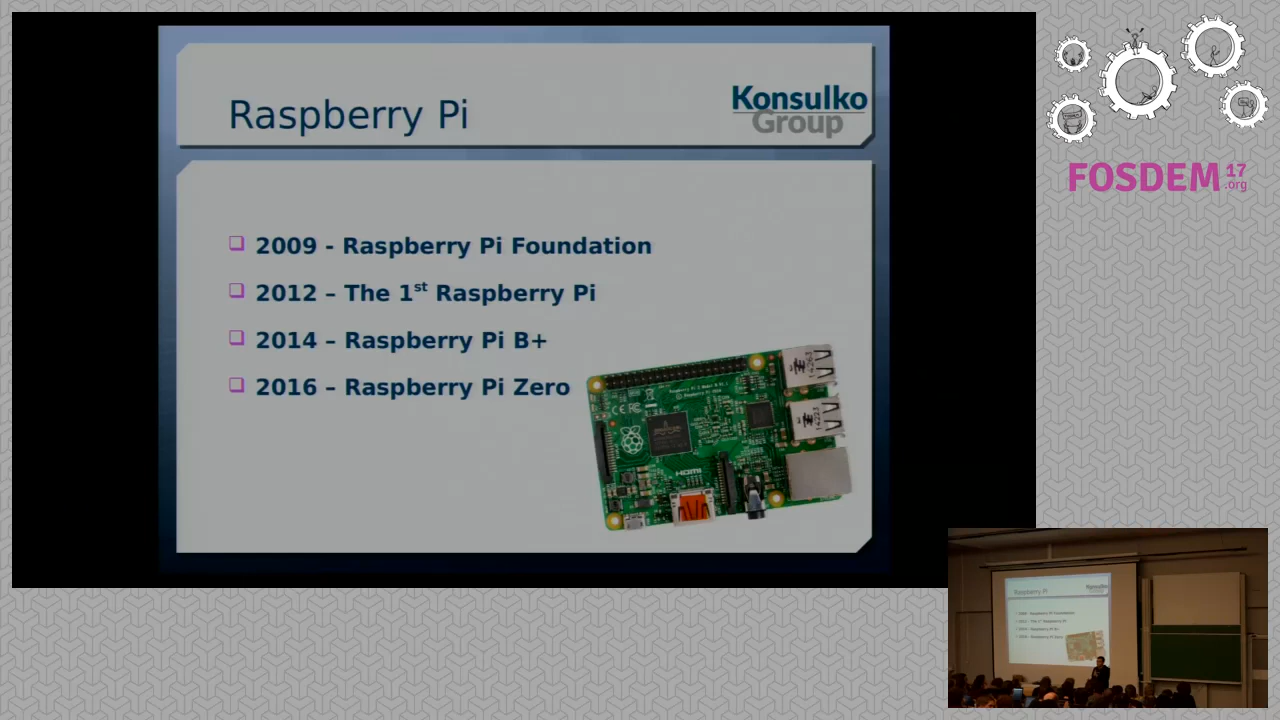 Raspberry Pi
Konsulko
Group
❑ 2009 - Raspberry Pi Foundation
❑ 2012 – The 1st Raspberry Pi
❑ 2014 – Raspberry Pi B+
❑ 2016 – Raspberry Pi Zero
HDMI
FOSDEM 17
.org